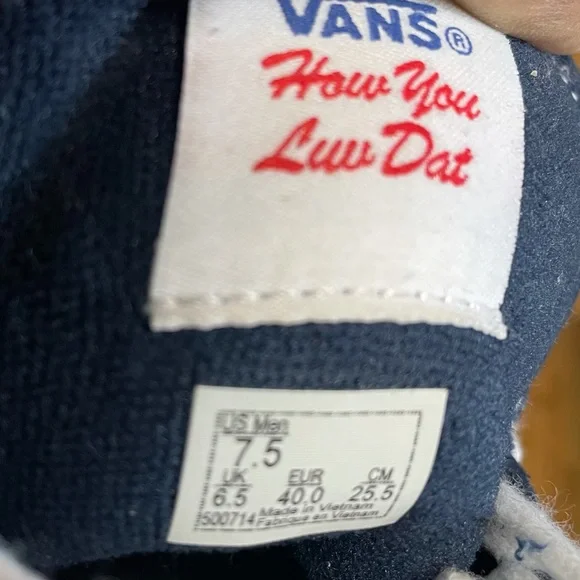 VANS®
How You
Luv Dat
US Men
7.5
UK EUR CM
6.5 40.0 25.5
500714 Made in Vietnam
Fabrique en Vietnam